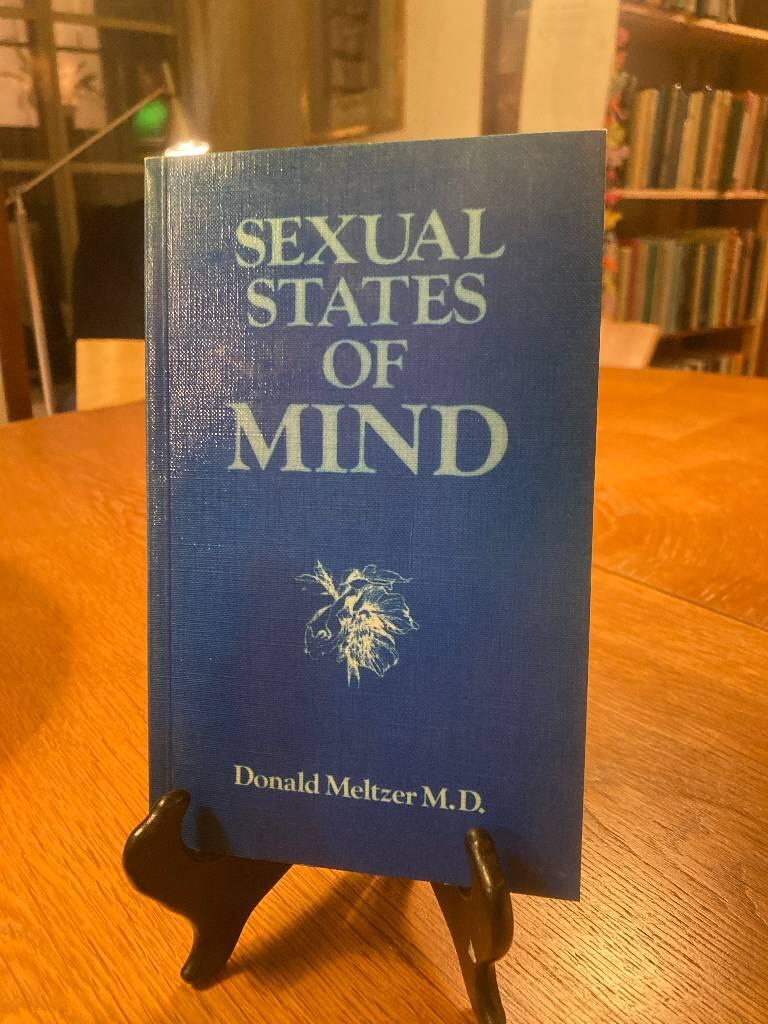 SEXUAL
STATES
OF
MIND
Donald Meltzer M.D.